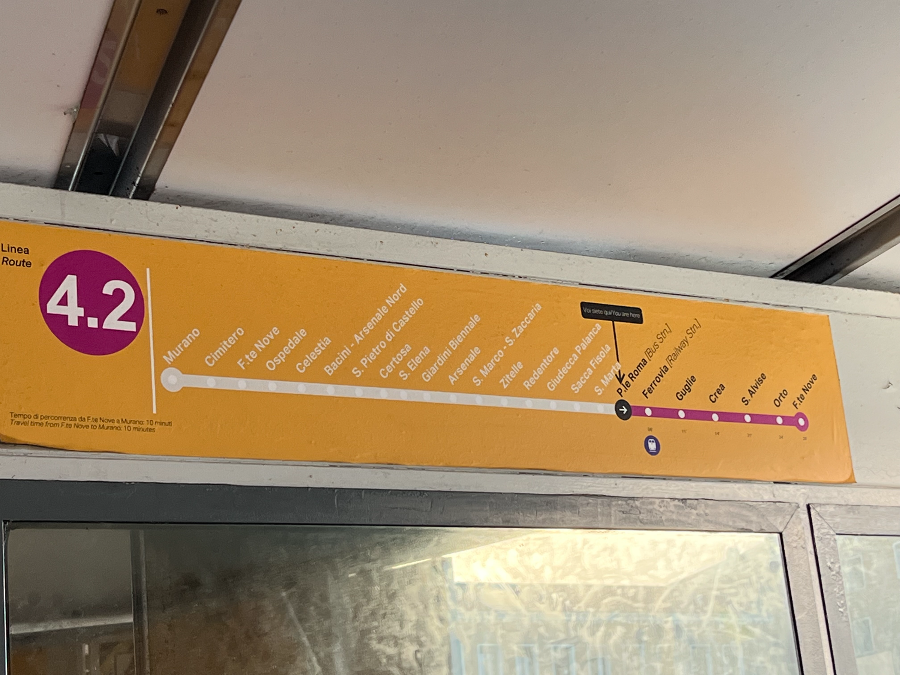 Linea
Route
4.2
Murano
Cimitero
F.te Nove
Ospedale
Celestia
Bacini - Arsenale Nord
S. Pietro di Castello
Certosa
S. Elena
Giardini Biennale
Arsenale
S. Marco - S. Zaccaria
Zitelle
Redentore
Giudecca Palanca
Sacca Fisola
S. Marta
Voi siete qui/You are here
P.le Roma [Bus Stn.]
Ferrovia [Railway Stn.]
Guglie
Crea
S. Alvise
Orto
F.te Nove
Tempo di percorrenza da F.te Nove a Murano: 10 minuti
Travel time from F.te Nove to Murano: 10 minutes